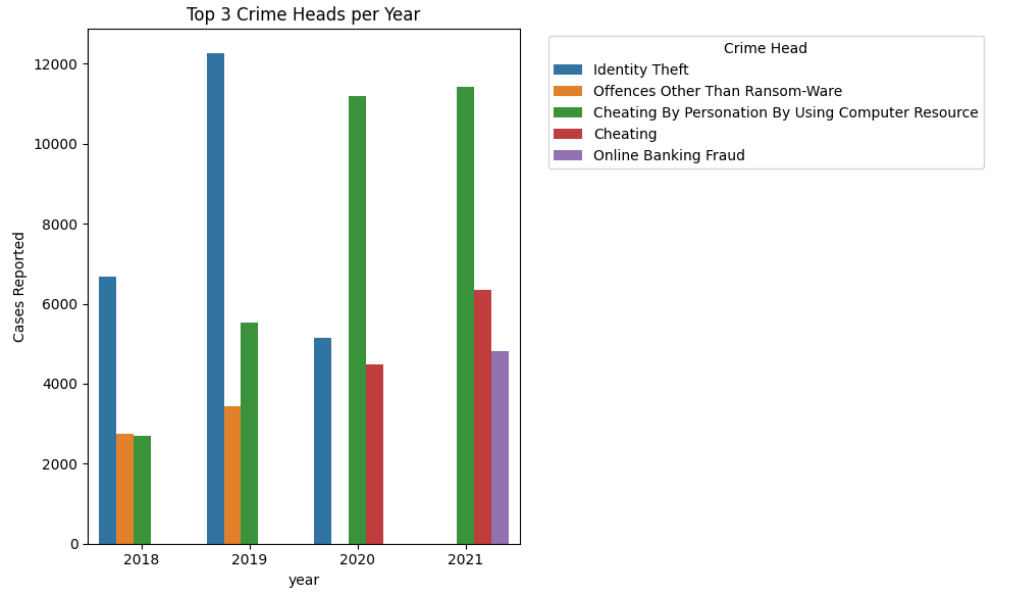 Top 3 Crime Heads per Year
Crime Head
Identity Theft
Offences Other Than Ransom-Ware
Cheating By Personation By Using Computer Resource
Cheating
Online Banking Fraud
Cases Reported
12000
10000
8000
6000
4000
2000
0
2018 2019 2020 2021
year